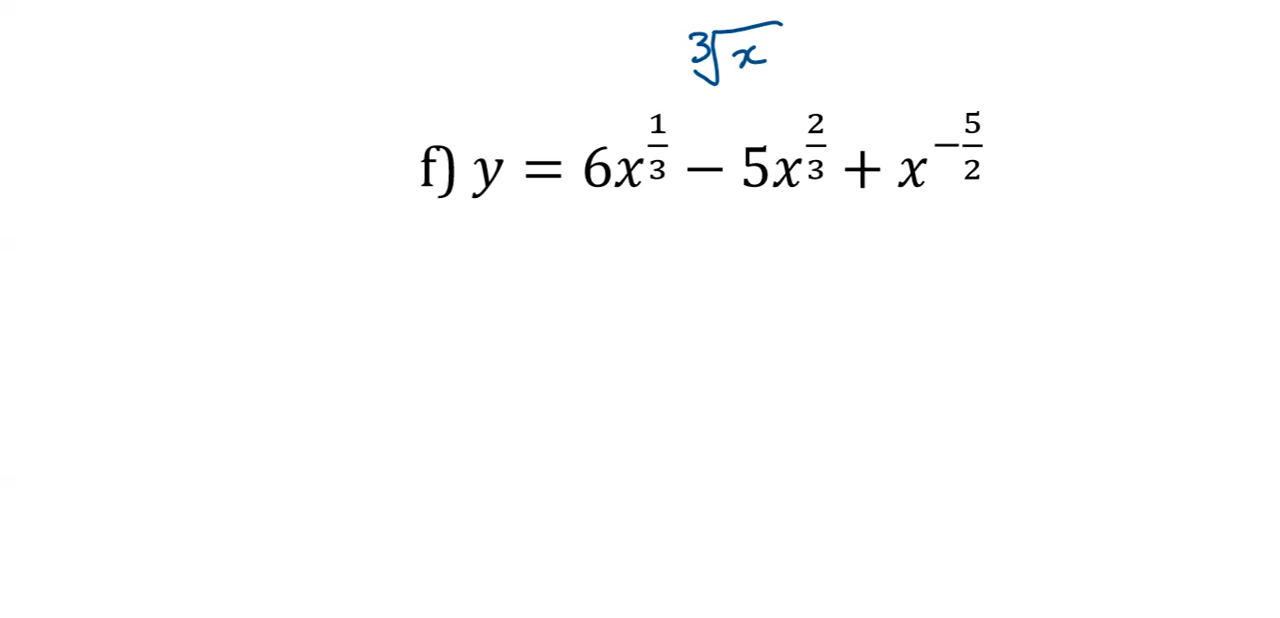 ∛x
f) y = 6x^(1/3) − 5x^(2/3) + x^(−5/2)